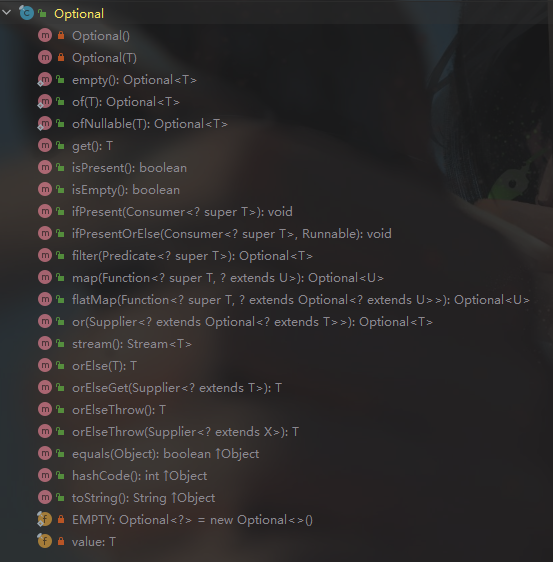 Optional
Optional()
Optional(T)
empty(): Optional<T>
of(T): Optional<T>
ofNullable(T): Optional<T>
get(): T
isPresent(): boolean
isEmpty(): boolean
ifPresent(Consumer<? super T>): void
ifPresentOrElse(Consumer<? super T>, Runnable): void
filter(Predicate<? super T>): Optional<T>
map(Function<? super T, ? extends U>): Optional<U>
flatMap(Function<? super T, ? extends Optional<? extends U>>): Optional<U>
or(Supplier<? extends Optional<? extends T>>): Optional<T>
stream(): Stream<T>
orElse(T): T
orElseGet(Supplier<? extends T>): T
orElseThrow(): T
orElseThrow(Supplier<? extends X>): T
equals(Object): boolean ↑Object
hashCode(): int ↑Object
toString(): String ↑Object
EMPTY: Optional<?> = new Optional<>()
value: T